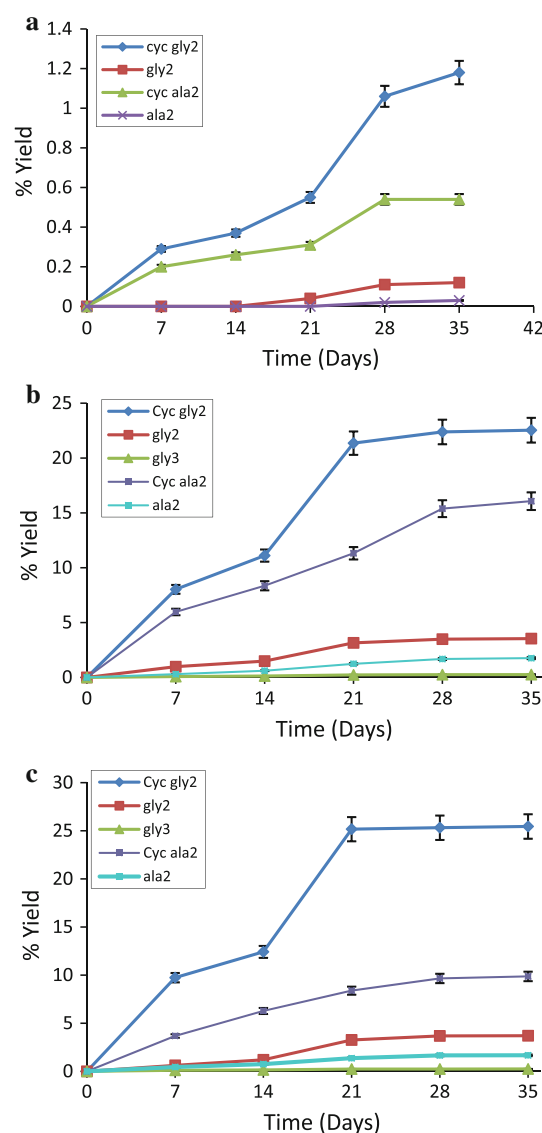 a
cyc gly2
gly2
cyc ala2
ala2
% Yield
1.4
1.2
1
0.8
0.6
0.4
0.2
0
0 7 14 21 28 35 42
Time (Days)
b
Cyc gly2
gly2
gly3
Cyc ala2
ala2
% Yield
25
20
15
10
5
0
0 7 14 21 28 35
Time (Days)
c
Cyc gly2
gly2
gly3
Cyc ala2
ala2
% Yield
30
25
20
15
10
5
0
0 7 14 21 28 35
Time (Days)